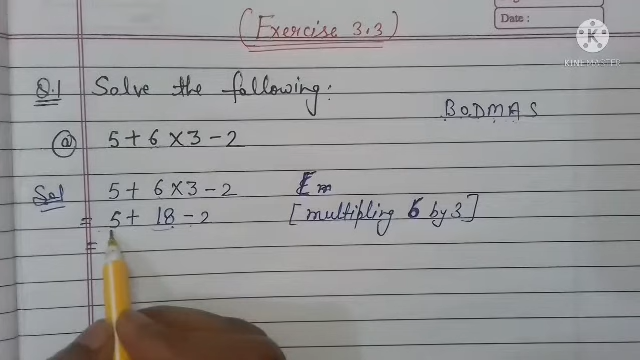 Date :
(Exercise 3.3)
KINEMASTER
Q.1 Solve the following:
BODMAS
(a) 5 + 6 × 3 - 2
Sol 5 + 6 × 3 - 2
= 5 + 18 - 2 [multipling 6 by 3]
=